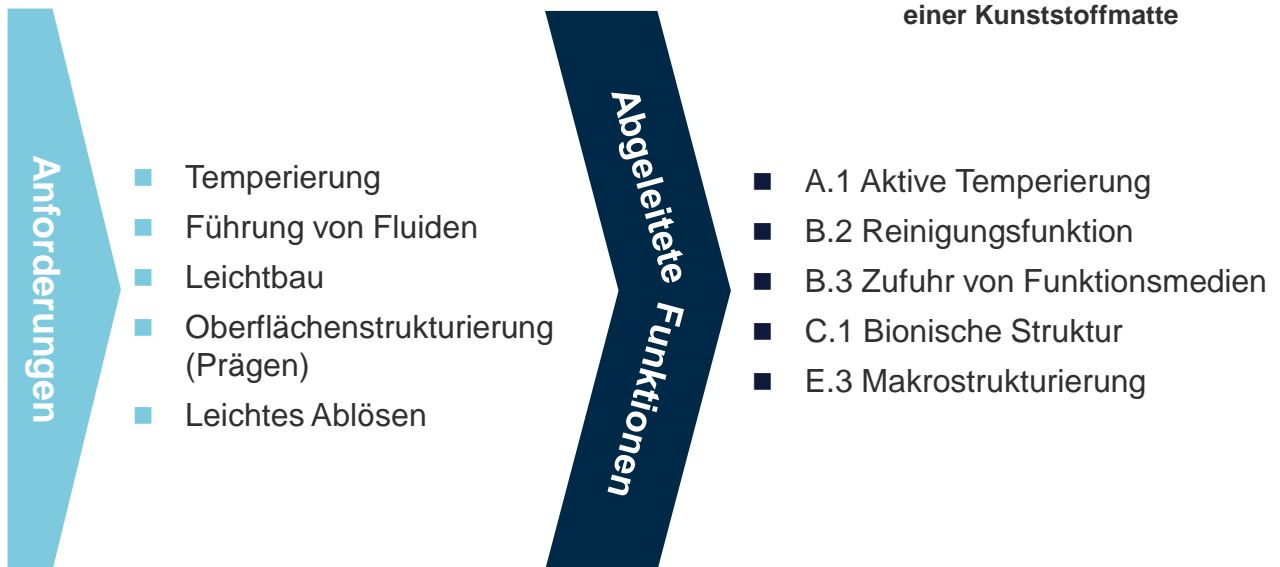 einer Kunststoffmatte
Anforderungen
Temperierung
Führung von Fluiden
Leichtbau
Oberflächenstrukturierung
(Prägen)
Leichtes Ablösen
Abgeleitete Funktionen
A.1 Aktive Temperierung
B.2 Reinigungsfunktion
B.3 Zufuhr von Funktionsmedien
C.1 Bionische Struktur
E.3 Makrostrukturierung